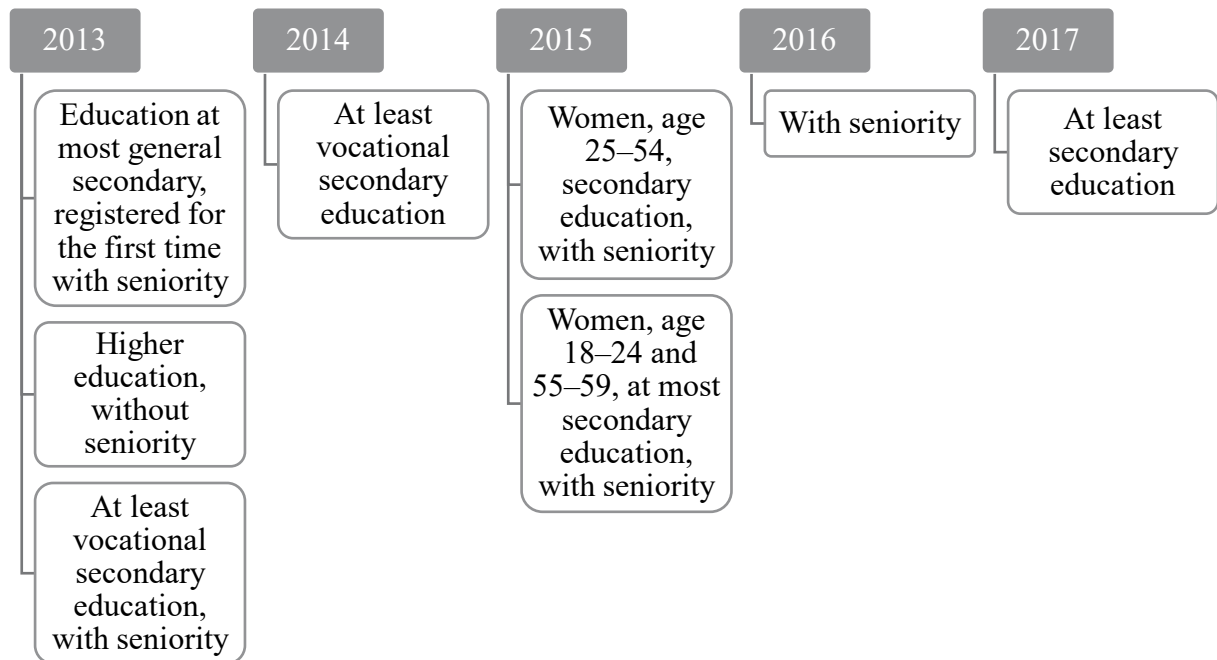 2013
Education at
most general
secondary,
registered for
the first time
with seniority
Higher
education,
without
seniority
At least
vocational
secondary
education,
with seniority
2014
At least
vocational
secondary
education
2015
Women, age
25–54,
secondary
education,
with seniority
Women, age
18–24 and
55–59, at most
secondary
education,
with seniority
2016
With seniority
2017
At least
secondary
education